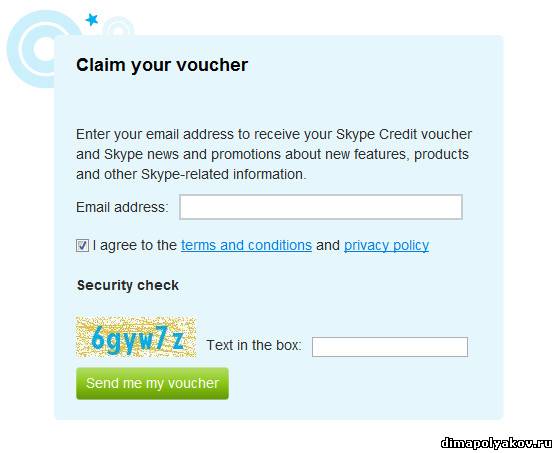 Claim your voucher
Enter your email address to receive your Skype Credit voucher
and Skype news and promotions about new features, products
and other Skype-related information.
Email address:
I agree to the terms and conditions and privacy policy
Security check
6gyw7z Text in the box:
Send me my voucher
dimapolyakov.ru